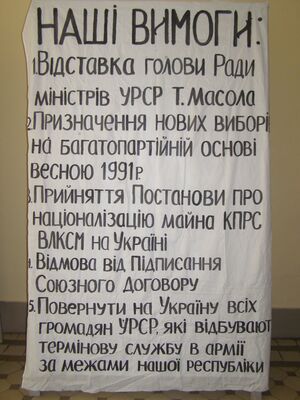 НАШІ ВИМОГИ:
1. ВІДСТАВКА ГОЛОВИ РАДИ
МІНІСТРІВ УРСР Т. МАСОЛА
2. ПРИЗНАЧЕННЯ НОВИХ ВИБОРІ
НА БАГАТОПАРТІЙНІЙ ОСНОВІ
ВЕСНОЮ 1991 Р
3. ПРИЙНЯТТЯ ПОСТАНОВИ ПРО
НАЦІОНАЛІЗАЦІЮ МАЙНА КПРС
ВЛКСМ НА УКРАЇНІ
4. ВІДМОВА ВІД ПІДПИСАННЯ
СОЮЗНОГО ДОГОВОРУ
5. ПОВЕРНУТИ НА УКРАЇНУ ВСІХ
ГРОМАДЯН УРСР, ЯКІ ВІДБУВАЮТ
ТЕРМІНОВУ СЛУЖБУ В АРМІЇ
ЗА МЕЖАМИ НАШОЇ РЕСПУБЛІКИ